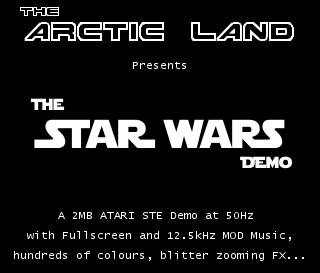 THE
ARCTIC LAND
Presents
THE
STAR WARS
DEMO
A 2MB ATARI STE Demo at 50Hz
with Fullscreen and 12.5kHz MOD Music,
hundreds of colours, blitter zooming FX...